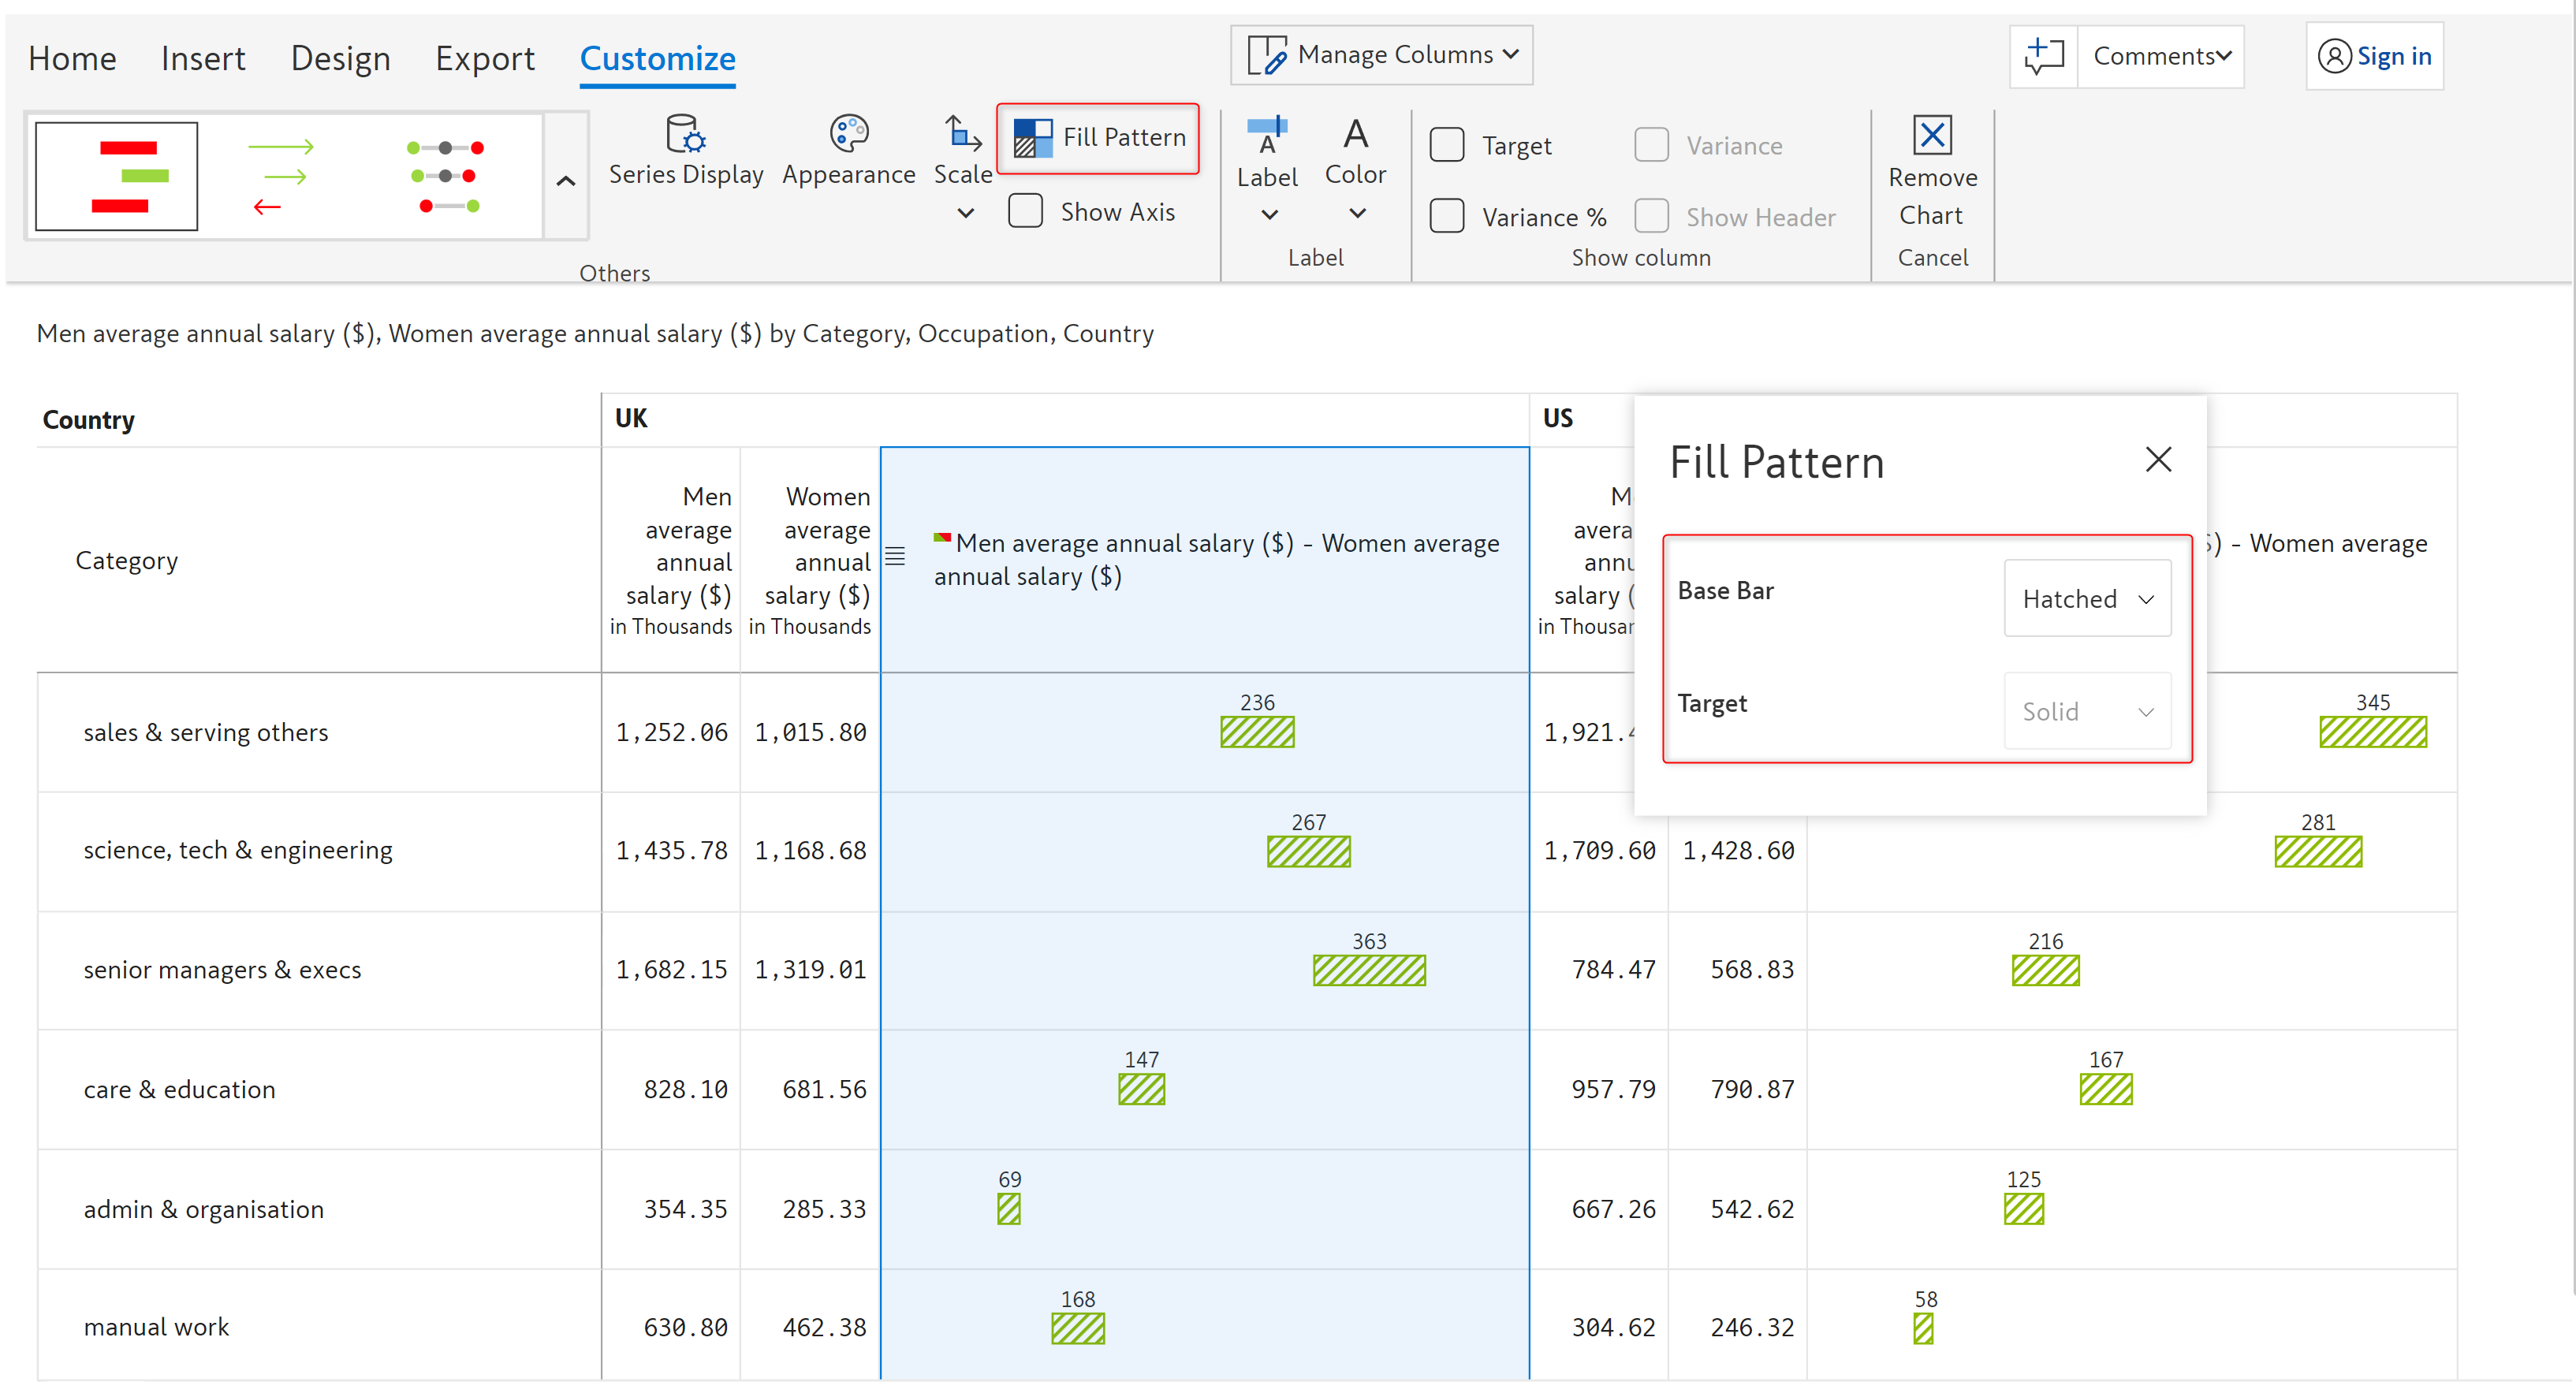 Home Insert Design Export Customize
Manage Columns
Comments
Sign in
Series Display
Appearance
Scale
Fill Pattern
Show Axis
Others
Label
Color
Label
Target
Variance
Variance %
Show Header
Show column
Remove
Chart
Cancel
Men average annual salary ($), Women average annual salary ($) by Category, Occupation, Country
Country
UK
US
Category
Men
average
annual
salary ($)
in Thousands
Women
average
annual
salary ($)
in Thousands
Men average annual salary ($) - Women average
annual salary ($)
$) - Women average
Fill Pattern
Base Bar
Hatched
Target
Solid
sales & serving others 1,252.06 1,015.80 236 345
science, tech & engineering 1,435.78 1,168.68 267 1,709.60 1,428.60 281
senior managers & execs 1,682.15 1,319.01 363 784.47 568.83 216
care & education 828.10 681.56 147 957.79 790.87 167
admin & organisation 354.35 285.33 69 667.26 542.62 125
manual work 630.80 462.38 168 304.62 246.32 58